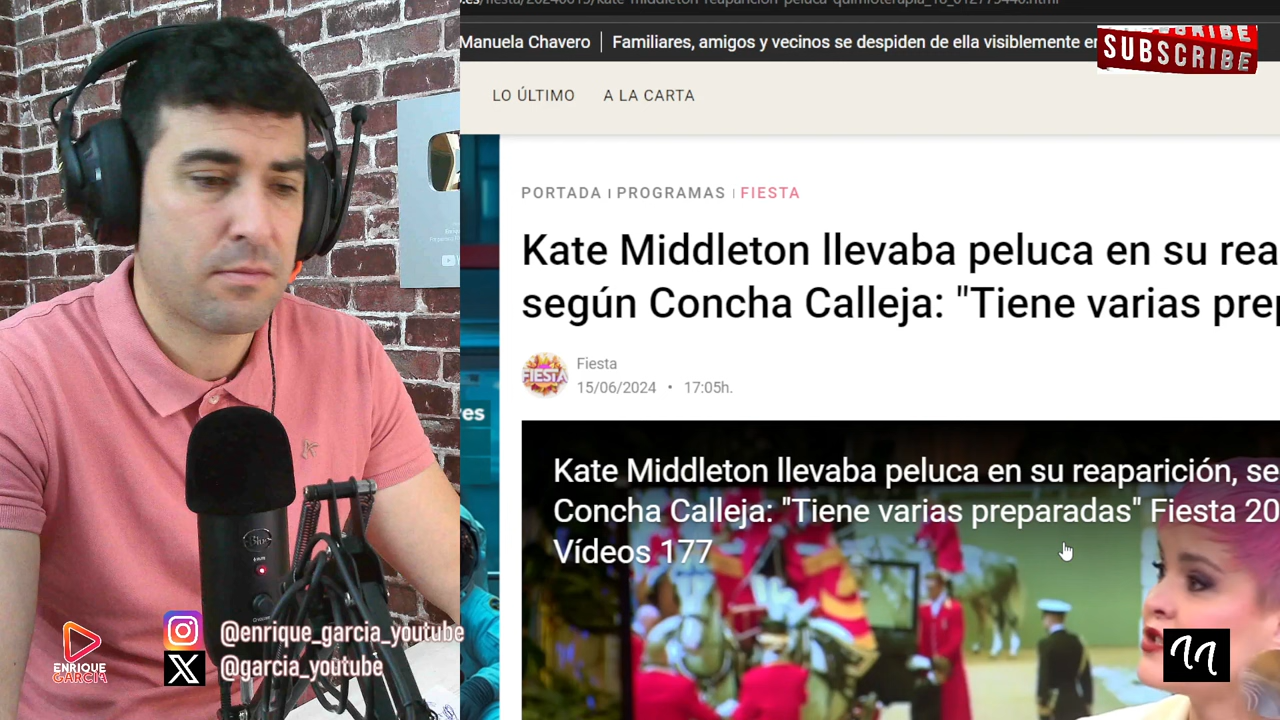 Manuela Chavero | Familiares, amigos y vecinos se despiden de ella visiblemente
SUBSCRIBE
LO ÚLTIMO A LA CARTA
PORTADA | PROGRAMAS | FIESTA
Kate Middleton llevaba peluca en su rea
según Concha Calleja: "Tiene varias prep
FIESTA
Fiesta
15/06/2024 • 17:05h.
es
Kate Middleton llevaba peluca en su reaparición, se
Concha Calleja: "Tiene varias preparadas" Fiesta 20
Vídeos 177
@enrique_garcia_youtube
@garcia_youtube
ENRIQUE
GARCIA